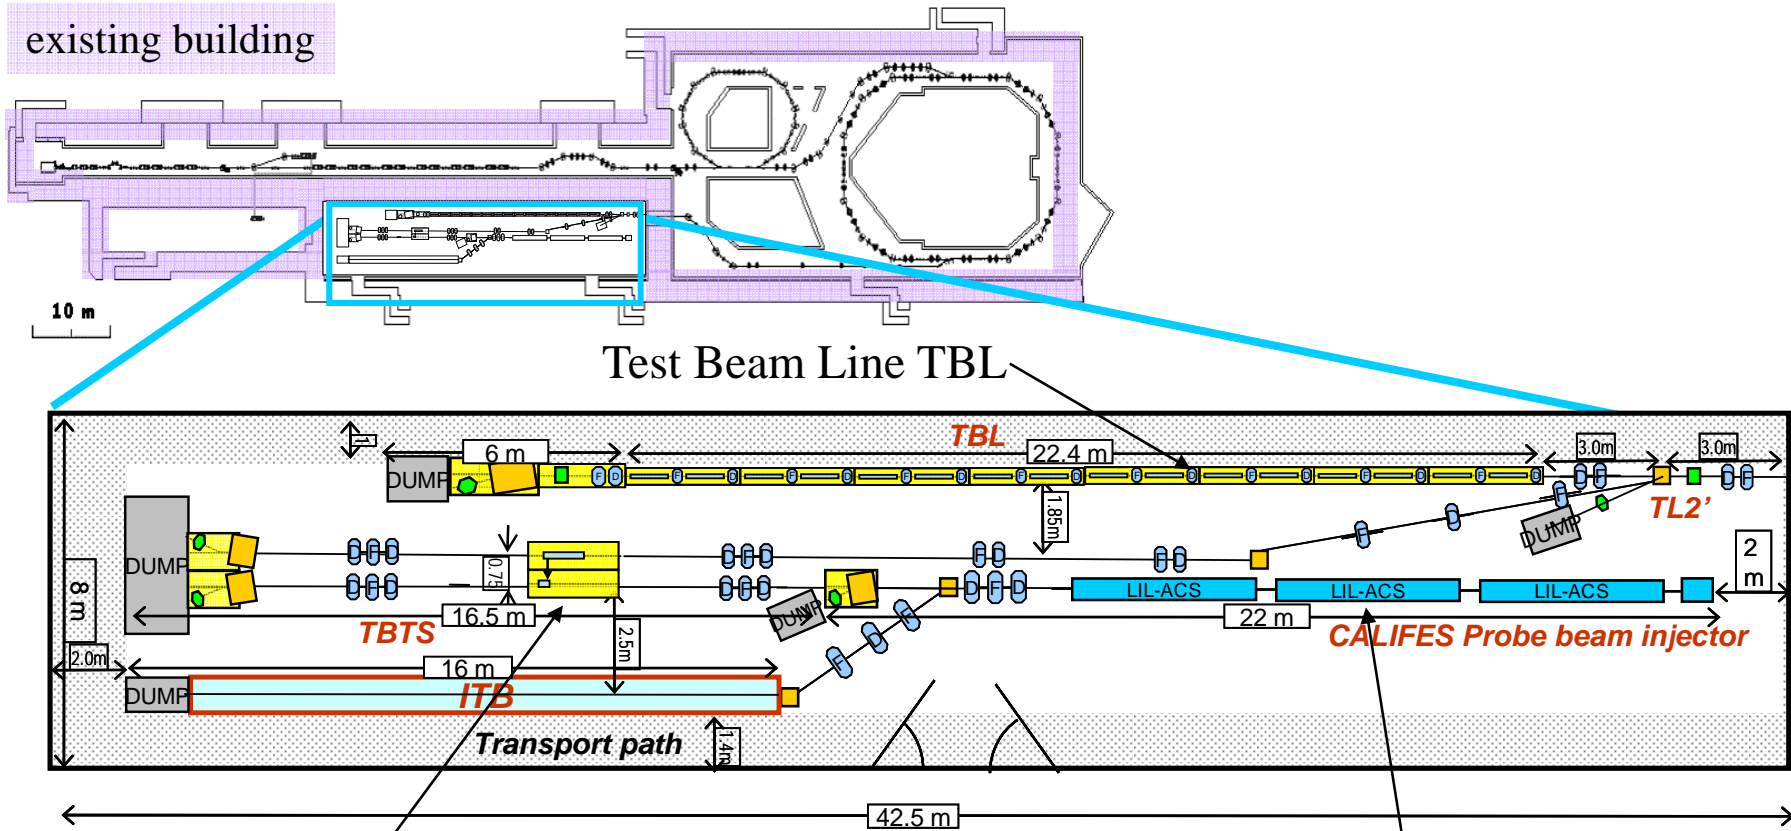 existing building
10 m
Test Beam Line TBL
1
6 m
TBL
22.4 m
3.0m
3.0m
DUMP
F D
F D F D F D F D F D F D F D F D
F D F
D F
TL2'
1.85m
F
D
F
DUMP
2 m
DUMP
D F D
D F D
F D
F D
0.75
8 m
D F D
D F D
D F D
LIL-ACS
LIL-ACS
LIL-ACS
16.5 m
DUMP
22 m
TBTS
2.5m
F
D
F
CALIFES Probe beam injector
2.0m
16 m
DUMP
ITB
Transport path
1.4m
42.5 m